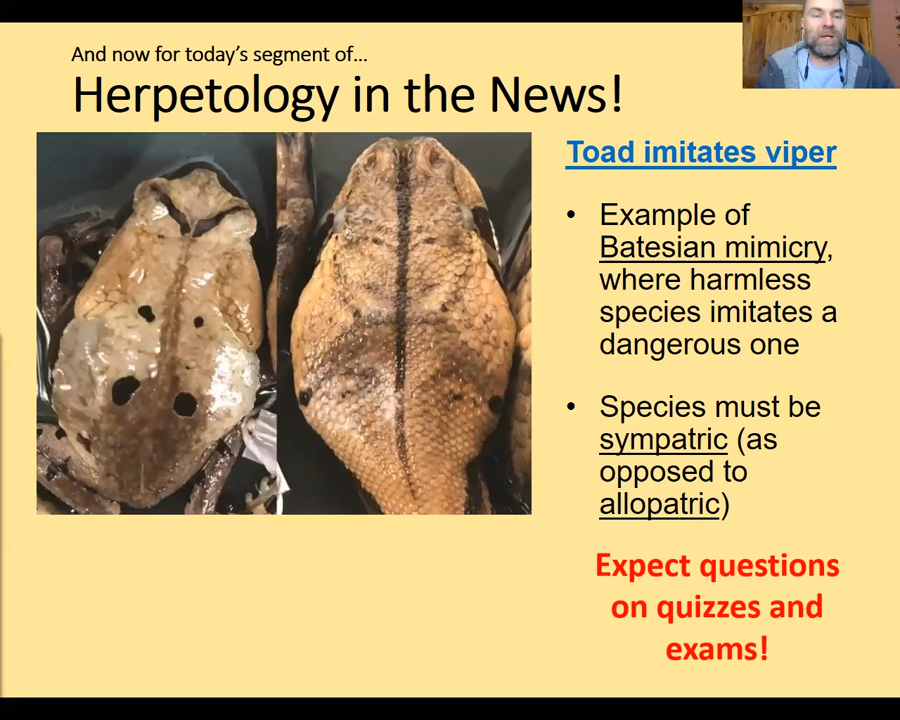 And now for today's segment of...
Herpetology in the News!
Toad imitates viper
• Example of
Batesian mimicry,
where harmless
species imitates a
dangerous one
• Species must be
sympatric (as
opposed to
allopatric)
Expect questions
on quizzes and
exams!